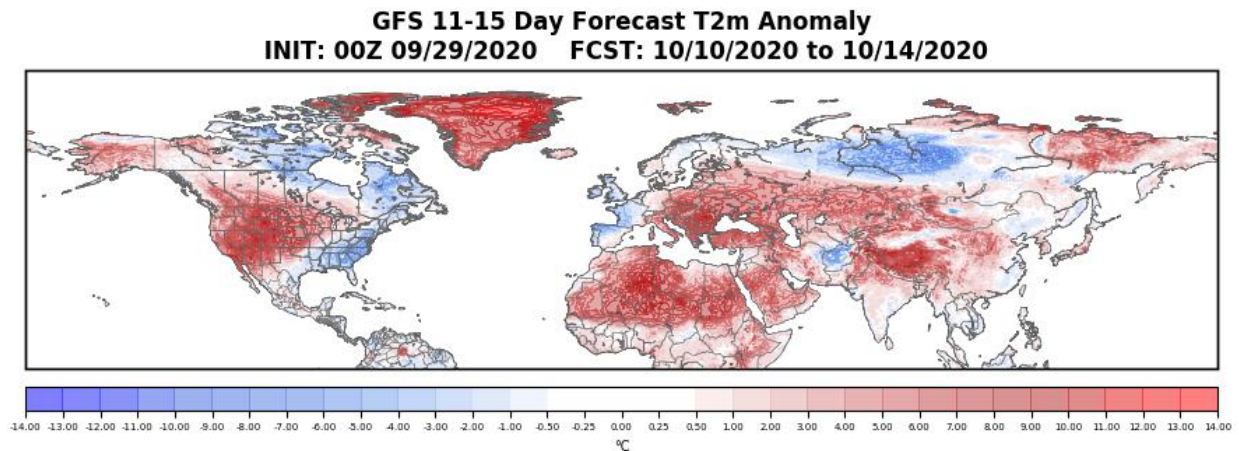 GFS 11-15 Day Forecast T2m Anomaly
INIT: 00Z 09/29/2020 FCST: 10/10/2020 to 10/14/2020
-14.00 -13.00 -12.00 -11.00 -10.00 -9.00 -8.00 -7.00 -6.00 -5.00 -4.00 -3.00 -2.00 -1.00 -0.50 -0.25 0.00 0.25 0.50 1.00 2.00 3.00 4.00 5.00 6.00 7.00 8.00 9.00 10.00 11.00 12.00 13.00 14.00
°C